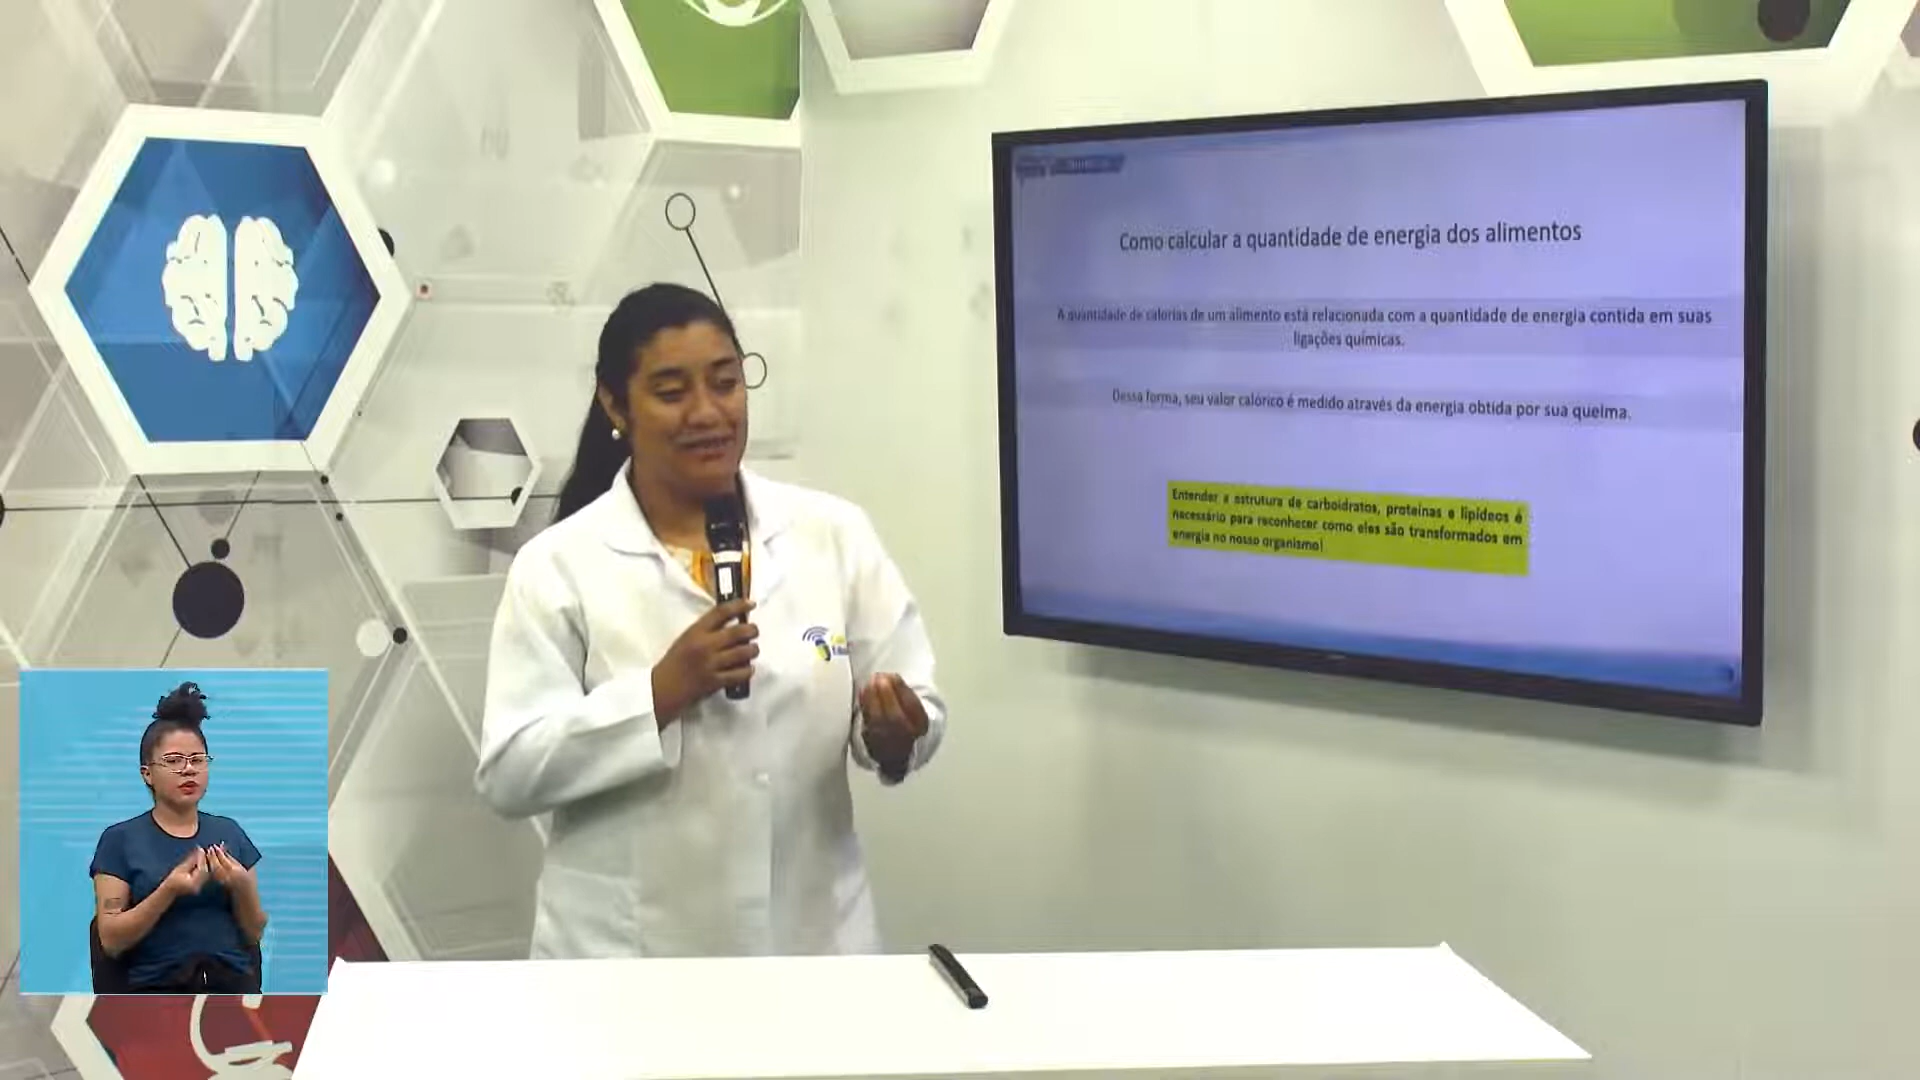 Como calcular a quantidade de energia dos alimentos
A quantidade de calorias de um alimento está relacionada com a quantidade de energia contida em suas
ligações químicas.
Dessa forma, seu valor calórico é medido através da energia obtida por sua queima.
Entender a estrutura de carboidratos, proteínas e lipídeos é
necessário para reconhecer como eles são transformados em
energia no nosso organismo!